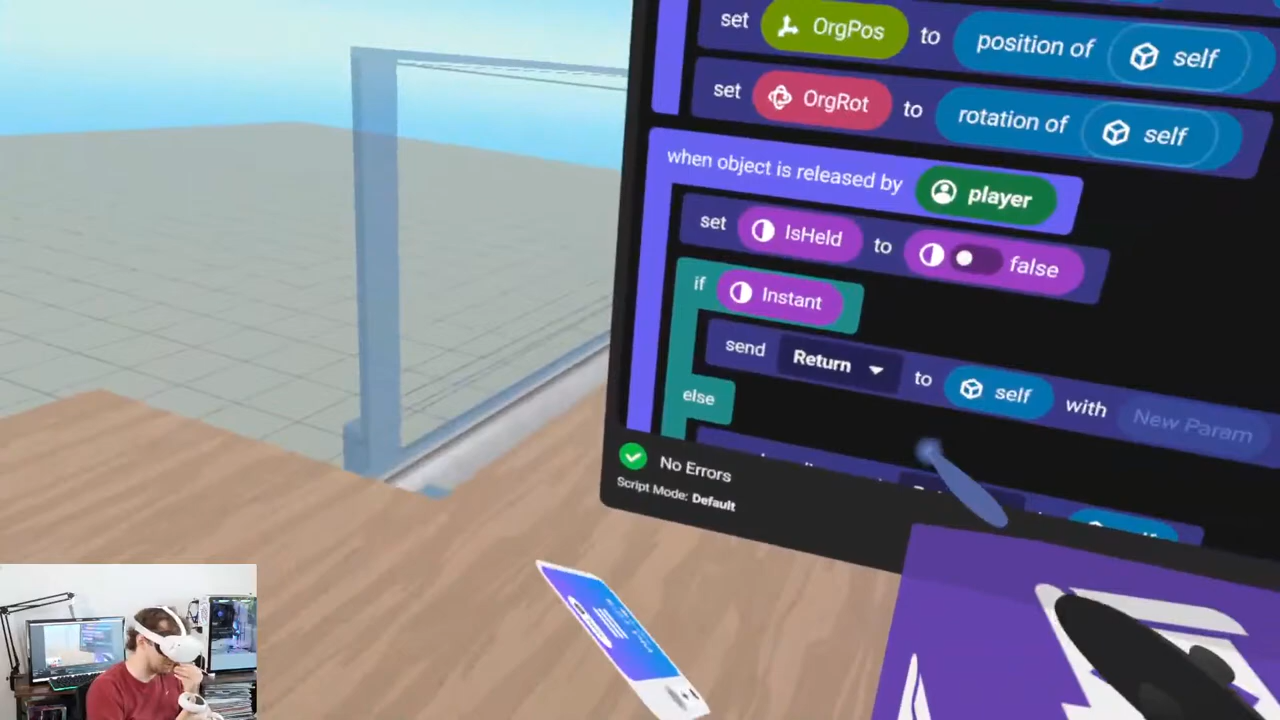 set OrgPos to position of self
set OrgRot to rotation of self
when object is released by player
set IsHeld to false
if Instant
send Return to self with New Param
else
No Errors
Script Mode: Default